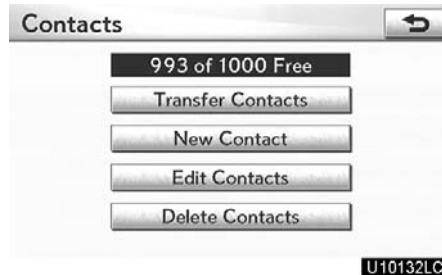 Contacts
993 of 1000 Free
Transfer Contacts
New Contact
Edit Contacts
Delete Contacts
U10132LC